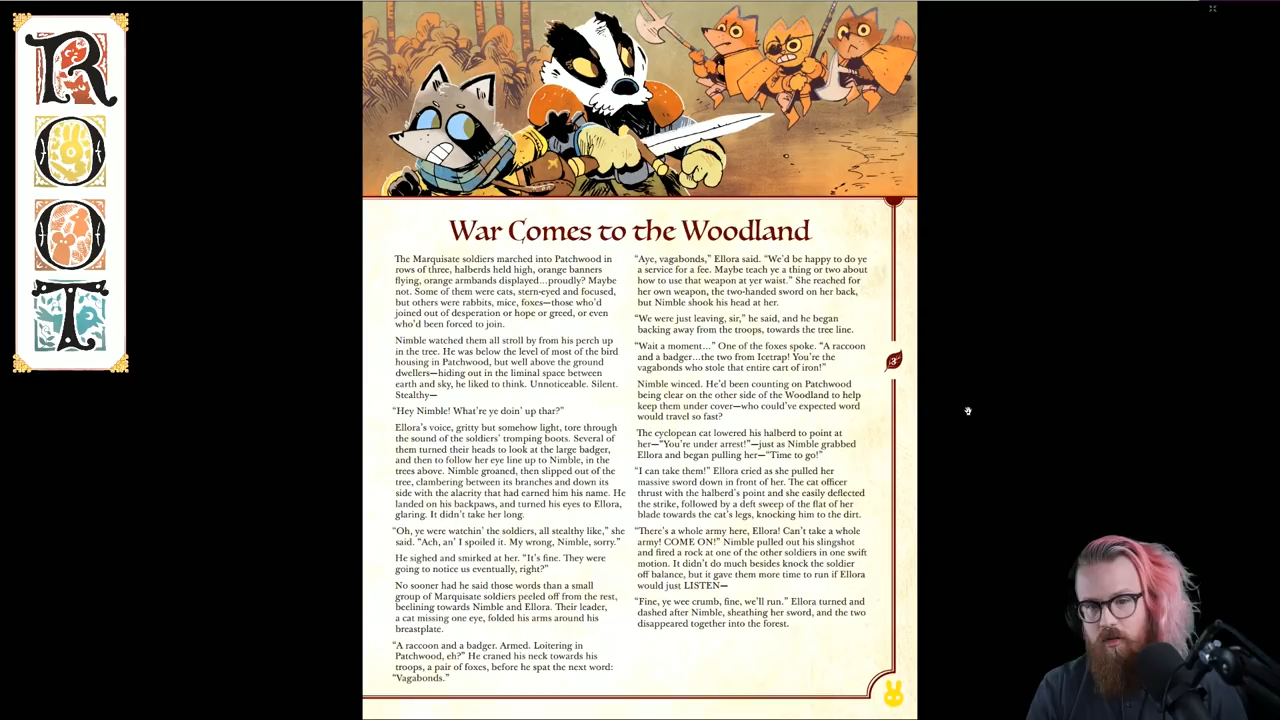 ROOT
War Comes to the Woodland
The Marquisate soldiers marched into Patchwood in
rows of three, halberds held high, orange banners
flying, orange armbands displayed...proudly? Maybe
not. Some of them were cats, stern-eyed and focused,
but others were rabbits, mice, foxes—those who'd
joined out of desperation or hope or greed, or even
who'd been forced to join.
Nimble watched them all stroll by from his perch up
in the tree. He was below the level of most of the bird
housing in Patchwood, but well above the ground
dwellers—hiding out in the liminal space between
earth and sky, he liked to think. Unnoticeable. Silent.
Stealthy—
“Hey Nimble! What're ye doin' up thar?”
Ellora's voice, gritty but somehow light, tore through
the sound of the soldiers' tromping boots. Several of
them turned their heads to look at the large badger,
and then to follow her eye line up to Nimble, in the
trees above. Nimble groaned, then slipped out of the
tree, clambering between its branches and down its
side with the alacrity that had earned him his name. He
landed on his backpaws, and turned his eyes to Ellora,
glaring. It didn't take her long.
“Oh, ye were watchin' the soldiers, all stealthy like,” she
said. “Ach, an' I spoiled it. My wrong, Nimble, sorry.”
He sighed and smirked at her. “It's fine. They were
going to notice us eventually, right?”
No sooner had he said those words than a small
group of Marquisate soldiers peeled off from the rest,
beelining towards Nimble and Ellora. Their leader,
a cat missing one eye, folded his arms around his
breastplate.
“A raccoon and a badger. Armed. Loitering in
Patchwood, eh?” He craned his neck towards his
troops, a pair of foxes, before he spat the next word:
“Vagabonds.”
“Aye, vagabonds,” Ellora said. “We'd be happy to do ye
a service for a fee. Maybe teach ye a thing or two about
how to use that weapon at yer waist.” She reached for
her own weapon, the two-handed sword on her back,
but Nimble shook his head at her.
“We were just leaving, sir,” he said, and he began
backing away from the troops, towards the tree line.
“Wait a moment...” One of the foxes spoke. “A raccoon
and a badger...the two from Icetrap! You're the
vagabonds who stole that entire cart of iron!”
Nimble winced. He'd been counting on Patchwood
being clear on the other side of the Woodland to help
keep them under cover—who could've expected word
would travel so fast?
The cyclopean cat lowered his halberd to point at
her—“You're under arrest!”—just as Nimble grabbed
Ellora and began pulling her—“Time to go!”
“I can take them!” Ellora cried as she pulled her
massive sword down in front of her. The cat officer
thrust with the halberd's point and she easily deflected
the strike, followed by a deft sweep of the flat of her
blade towards the cat's legs, knocking him to the dirt.
“There's a whole army here, Ellora! Can't take a whole
army! COME ON!” Nimble pulled out his slingshot
and fired a rock at one of the other soldiers in one swift
motion. It didn't do much besides knock the soldier
off balance, but it gave them more time to run if Ellora
would just LISTEN—
“Fine, ye wee crumb, fine, we'll run.” Ellora turned and
dashed after Nimble, sheathing her sword, and the two
disappeared together into the forest.
3